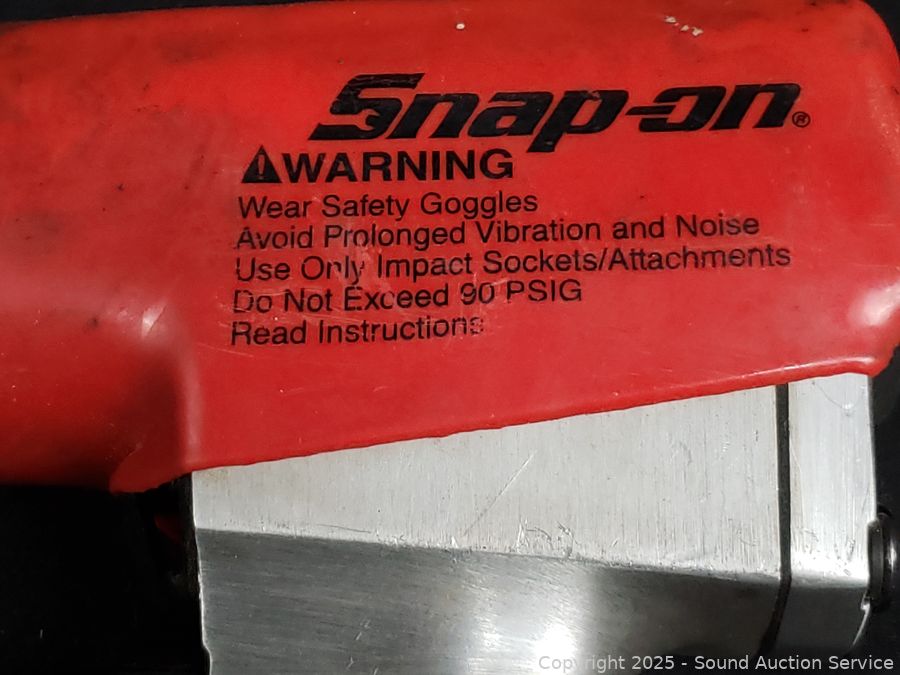 Snap-on®
⚠WARNING
Wear Safety Goggles
Avoid Prolonged Vibration and Noise
Use Only Impact Sockets/Attachments
Do Not Exceed 90 PSIG
Read Instructions
Copyright 2025 - Sound Auction Service